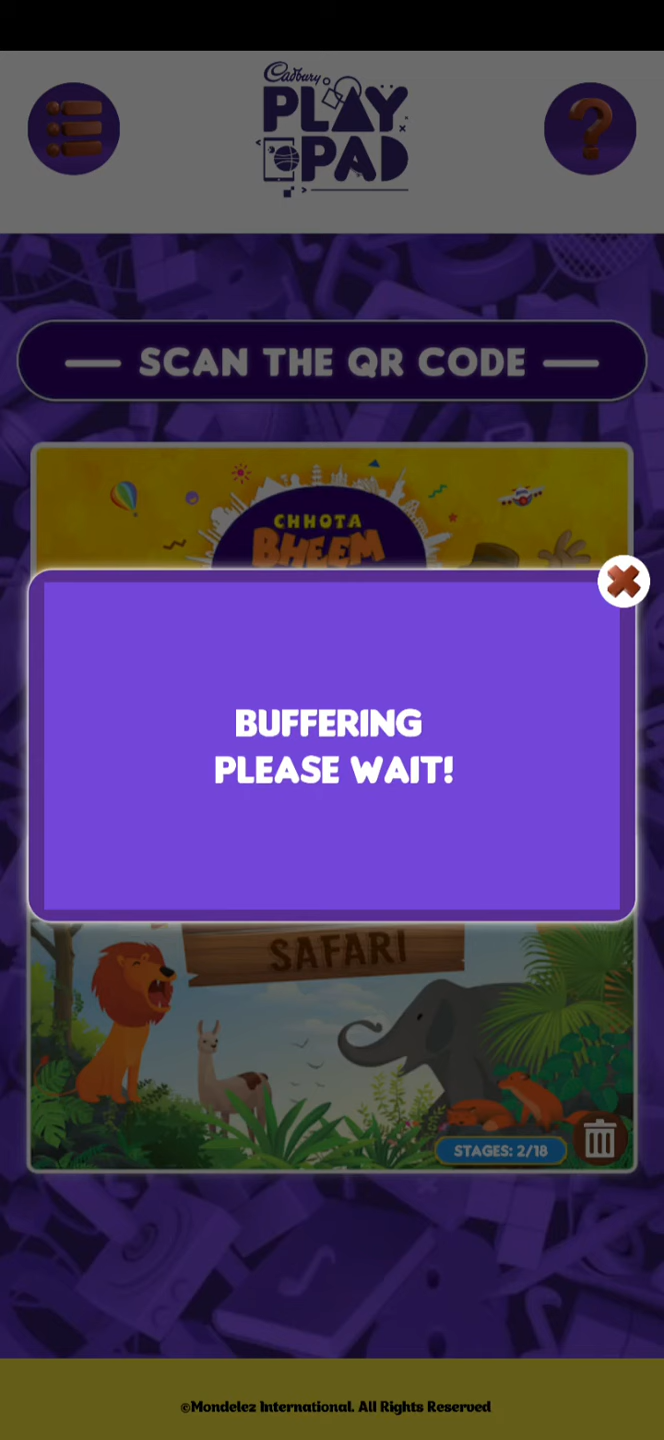 Cadbury
PLAY
PAD
SCAN THE QR CODE
CHHOTA
BHEEM
BUFFERING
PLEASE WAIT!
SAFARI
STAGES: 2/18
©Mondelez International. All Rights Reserved